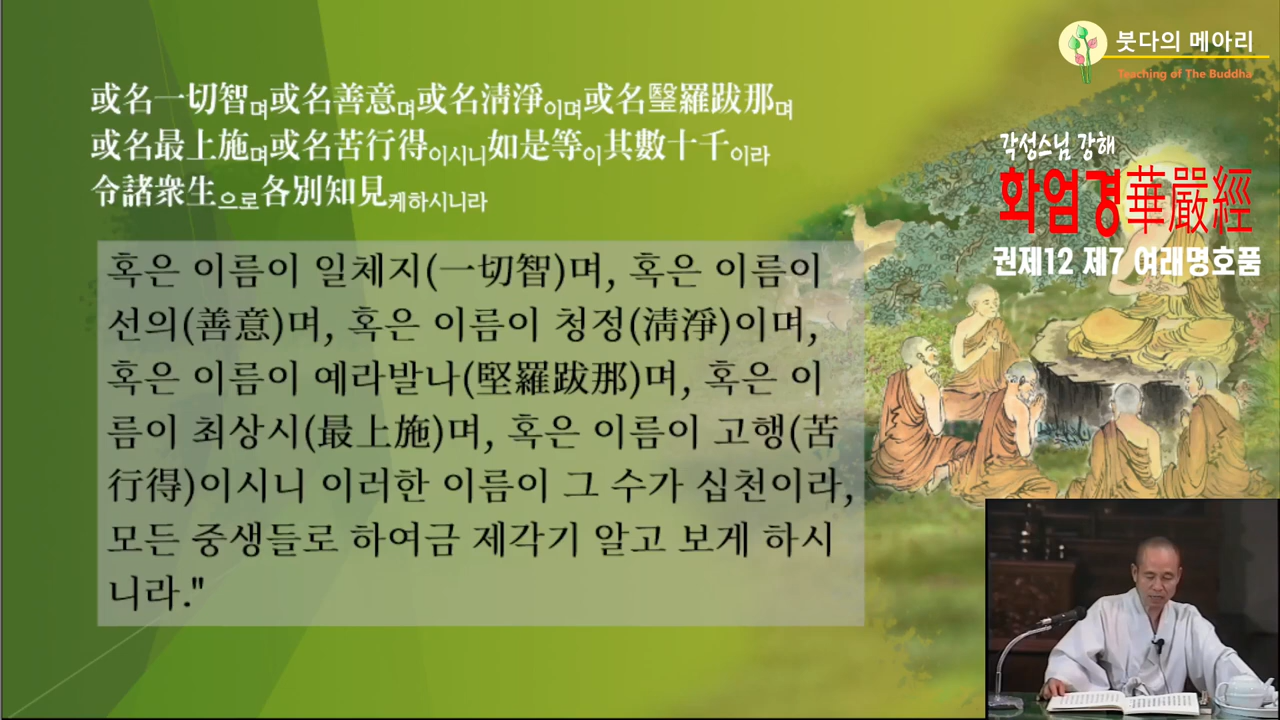 붓다의 메아리
Teaching of The Buddha
각성스님 강해
화엄경華嚴經
권제12 제7 여래명호품
或名一切智며或名善意며或名淸淨이며或名堅羅跋那며
或名最上施며或名苦行得이시니如是等이其數十千이라
令諸衆生으로各別知見케하시니라
혹은 이름이 일체지(一切智)며, 혹은 이름이
선의(善意)며, 혹은 이름이 청정(淸淨)이며,
혹은 이름이 예라발나(堅羅跋那)며, 혹은 이
름이 최상시(最上施)며, 혹은 이름이 고행(苦
行得)이시니 이러한 이름이 그 수가 십천이라,
모든 중생들로 하여금 제각기 알고 보게 하시
니라."